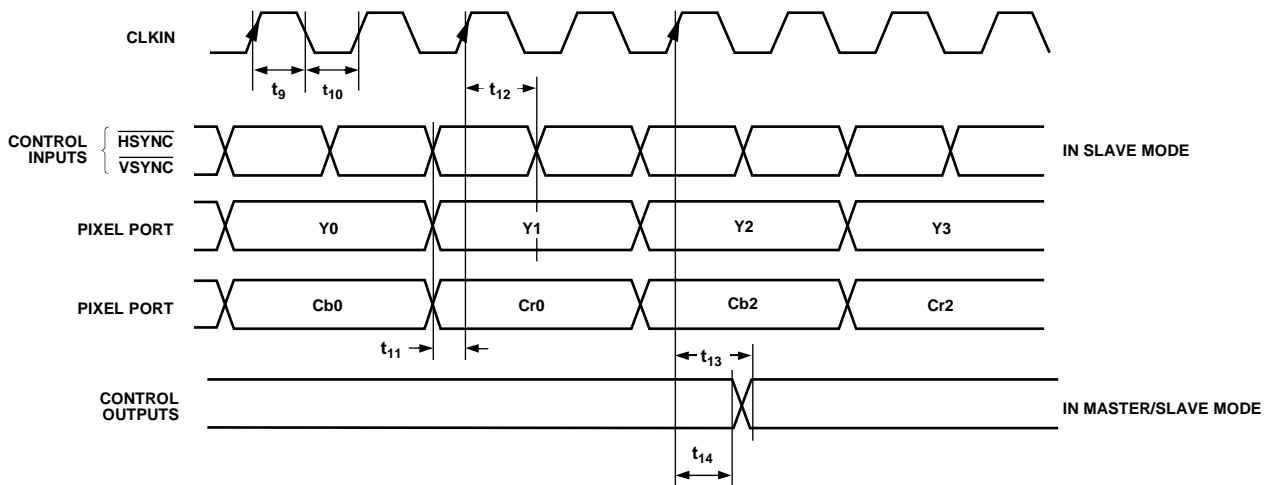 CLKIN
t9 t10 t12
CONTROL INPUTS { HSYNC VSYNC
IN SLAVE MODE
PIXEL PORT Y0 Y1 Y2 Y3
PIXEL PORT Cb0 Cr0 Cb2 Cr2
t11 t13
CONTROL OUTPUTS
IN MASTER/SLAVE MODE
t14